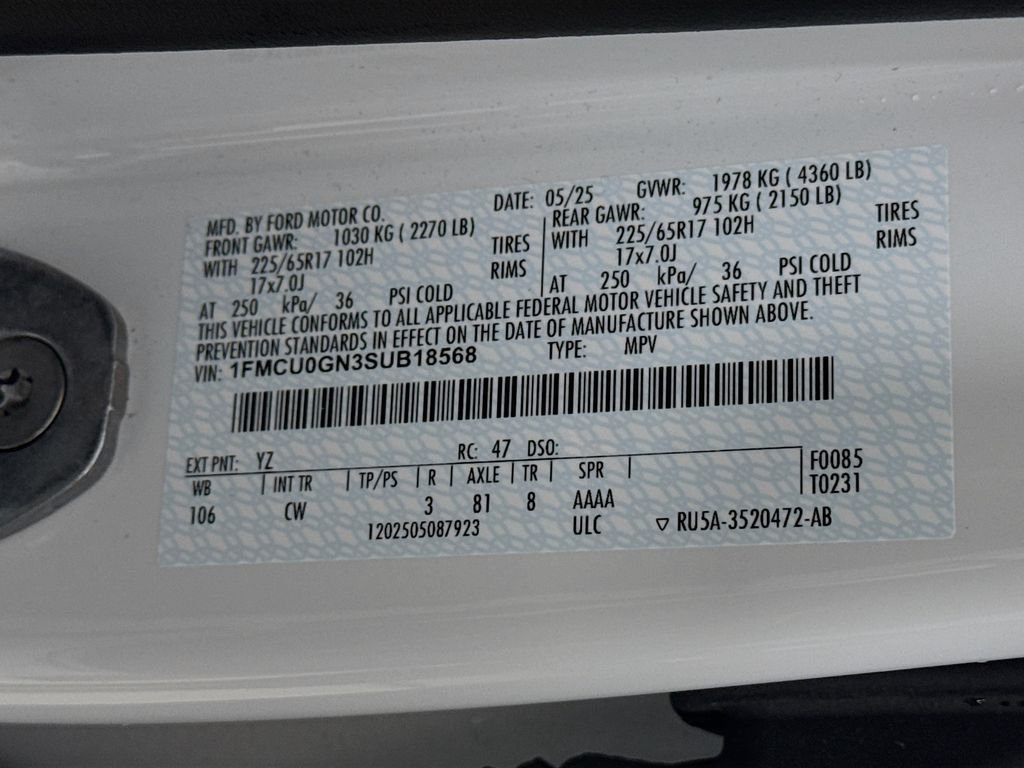 MFD. BY FORD MOTOR CO. DATE: 05/25 GVWR: 1978 KG ( 4360 LB)
FRONT GAWR: 1030 KG ( 2270 LB) REAR GAWR: 975 KG ( 2150 LB)
WITH 225/65R17 102H TIRES WITH 225/65R17 102H TIRES
17x7.0J RIMS 17x7.0J RIMS
AT 250 kPa/ 36 PSI COLD AT 250 kPa/ 36 PSI COLD
THIS VEHICLE CONFORMS TO ALL APPLICABLE FEDERAL MOTOR VEHICLE SAFETY AND THEFT
PREVENTION STANDARDS IN EFFECT ON THE DATE OF MANUFACTURE SHOWN ABOVE.
VIN: 1FMCU0GN3SUB18568 TYPE: MPV
EXT PNT: YZ RC: 47 DSO:
WB INT TR TP/PS R AXLE TR SPR F0085
106 CW 3 81 8 AAAA T0231
1202505087923 ULC ▽ RU5A-3520472-AB